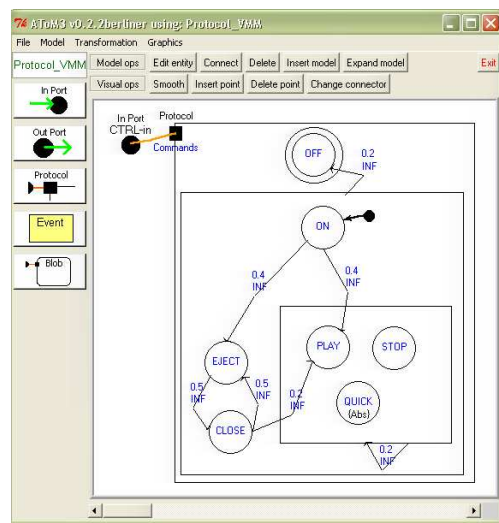 AToM3 v0.2.2berliner using: Protocol_VMM
File Model Transformation Graphics
Protocol_VMM
Model ops Edit entity Connect Delete Insert model Expand model Exit
Visual ops Smooth Insert point Delete point Change connector
In Port
Out Port
Protocol
Event
Blob
In Port
CTRL-in
Protocol
Commands
OFF
0.2
INF
ON
0.4
INF
0.4
INF
PLAY
STOP
EJECT
0.5
INF
0.5
INF
0.2
INF
QUICK
(Abs)
CLOSE
0.2
INF